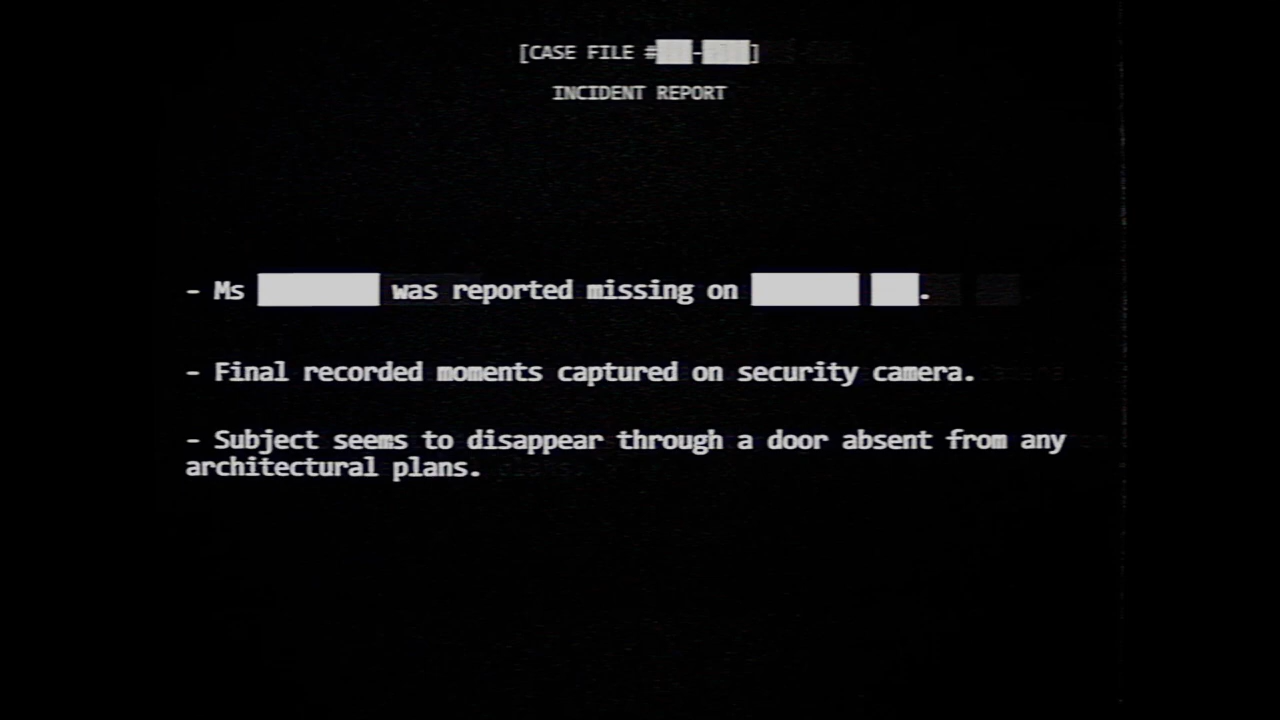 [CASE FILE #██-███]
INCIDENT REPORT
- Ms ███████ was reported missing on ██████ ███.
- Final recorded moments captured on security camera.
- Subject seems to disappear through a door absent from any
architectural plans.